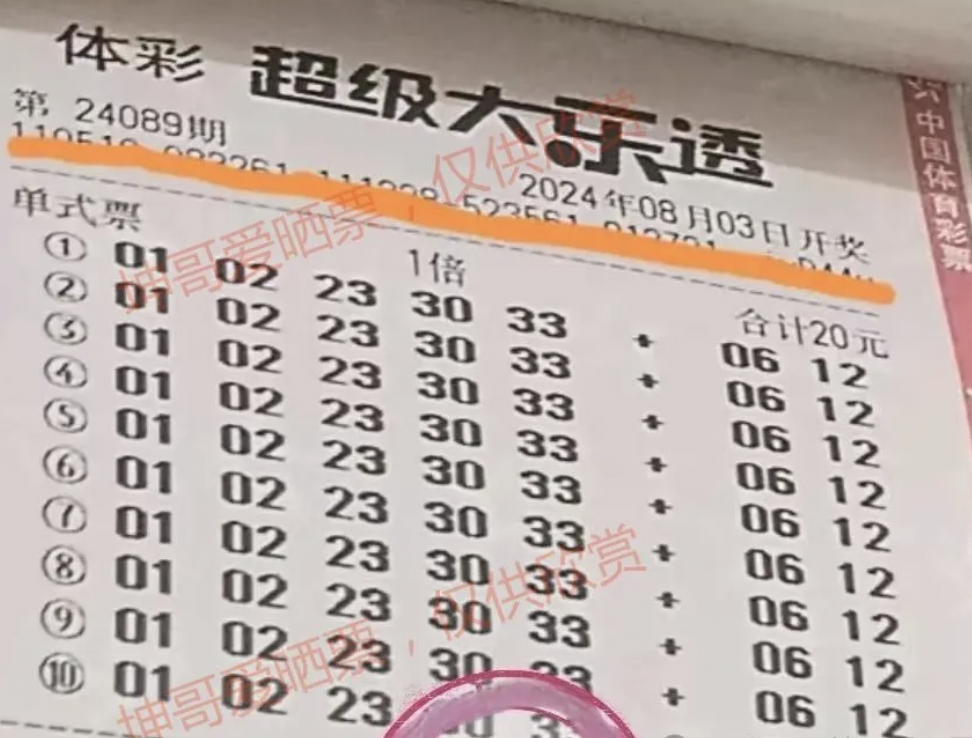 体彩 超级大乐透
第 24089期
2024年08月03日开奖
单式票 1倍 合计20元
① 01 02 23 30 33 + 06 12
② 01 02 23 30 33 + 06 12
③ 01 02 23 30 33 + 06 12
④ 01 02 23 30 33 + 06 12
⑤ 01 02 23 30 33 + 06 12
⑥ 01 02 23 30 33 + 06 12
⑦ 01 02 23 30 33 + 06 12
⑧ 01 02 23 30 33 + 06 12
⑨ 01 02 23 30 33 + 06 12
⑩ 01 02 23 + 06 12
中国体育彩票
坤哥爱晒票，仅供欣赏
坤哥爱晒票，仅供欣赏